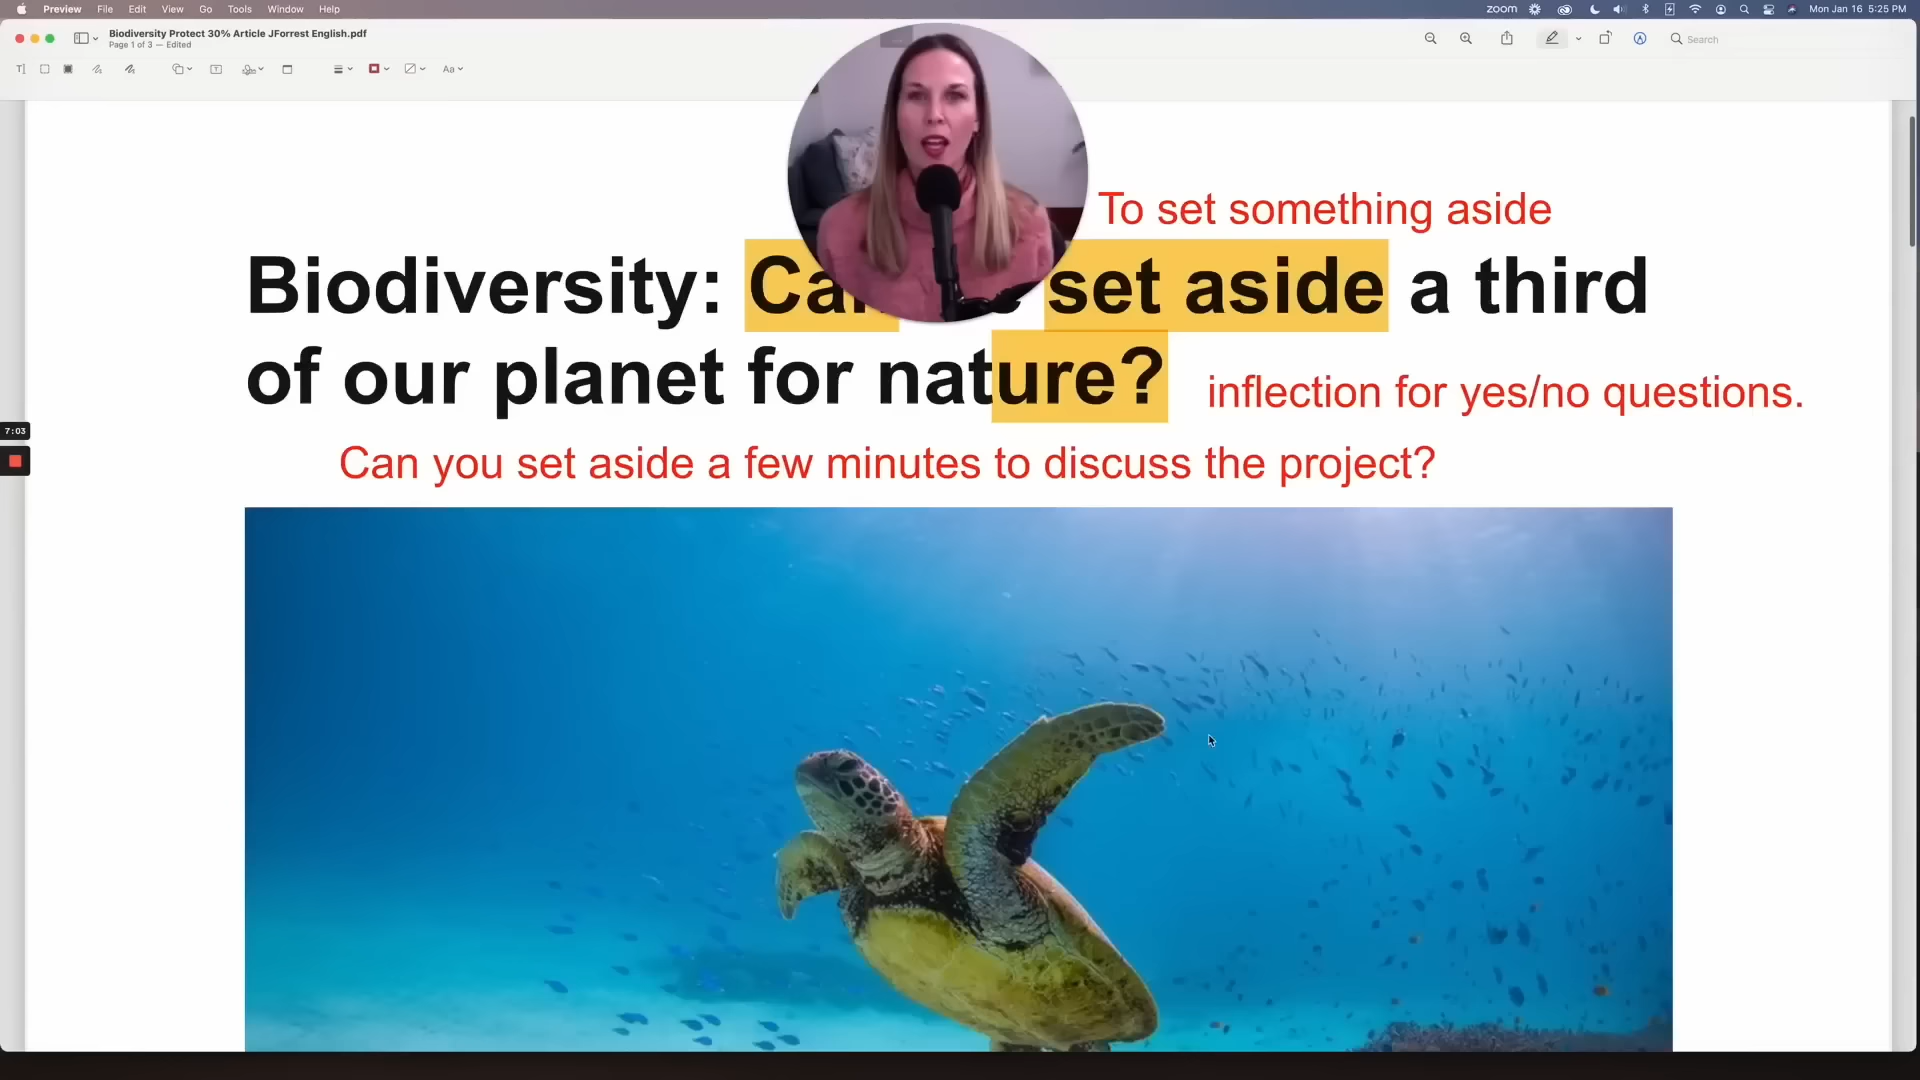 Preview File Edit View Go Tools Window Help
zoom Mon Jan 16 5:25 PM
Biodiversity Protect 30% Article JForrest English.pdf
Page 1 of 3 — Edited
Search
Aa
To set something aside
Biodiversity: Can set aside a third
of our planet for nature?
inflection for yes/no questions.
7:03
Can you set aside a few minutes to discuss the project?